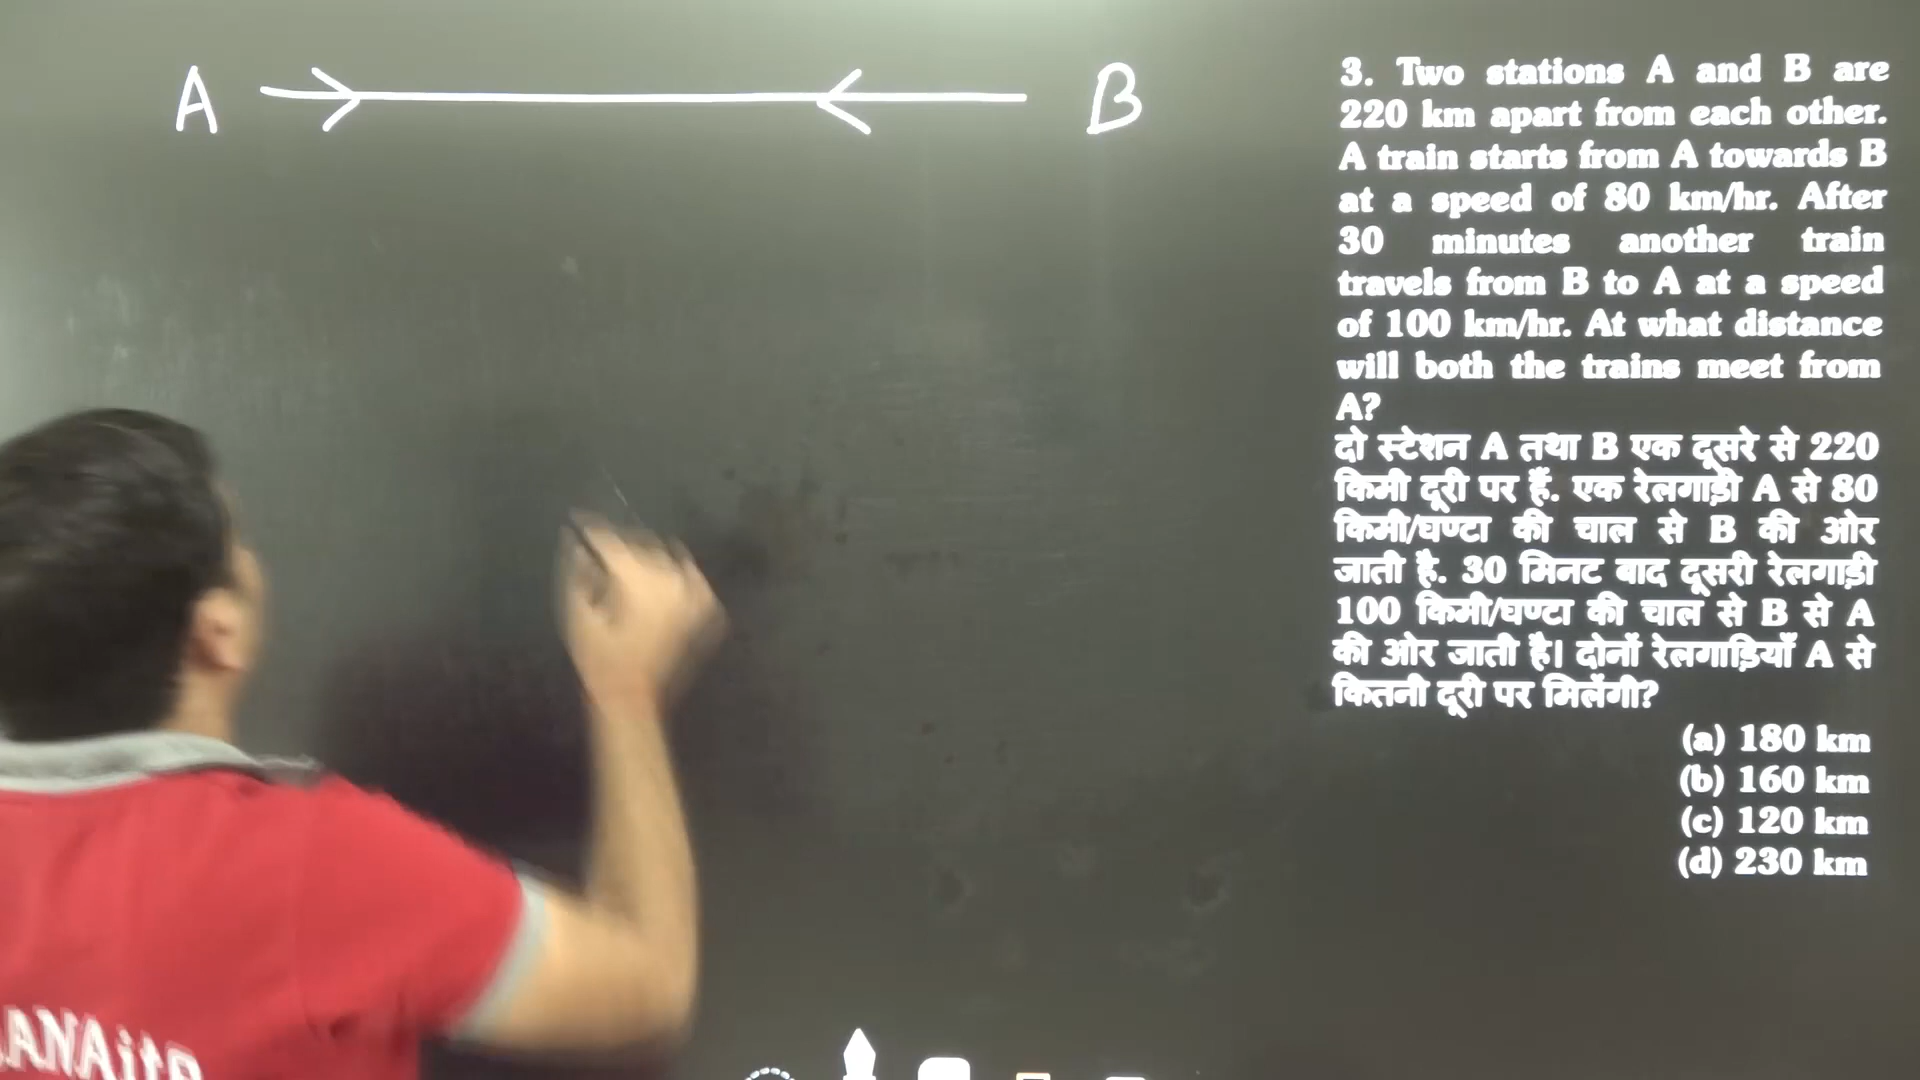 A B
3. Two stations A and B are
220 km apart from each other.
A train starts from A towards B
at a speed of 80 km/hr. After
30 minutes another train
travels from B to A at a speed
of 100 km/hr. At what distance
will both the trains meet from
A?
दो स्टेशन A तथा B एक दूसरे से 220
किमी दूरी पर हैं. एक रेलगाड़ी A से 80
किमी/घण्टा की चाल से B की ओर
जाती है. 30 मिनट बाद दूसरी रेलगाड़ी
100 किमी/घण्टा की चाल से B से A
की ओर जाती है। दोनों रेलगाड़ियाँ A से
कितनी दूरी पर मिलेंगी?
(a) 180 km
(b) 160 km
(c) 120 km
(d) 230 km